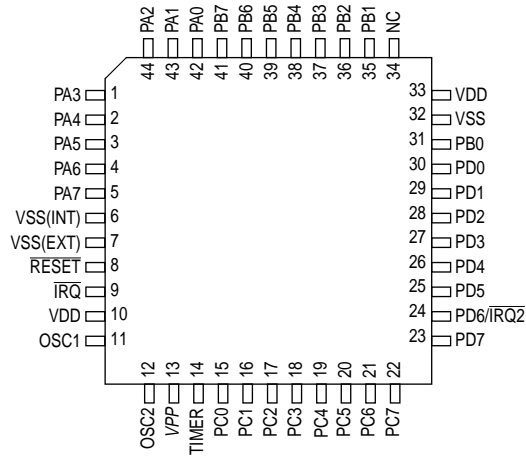 PA2 PA1 PA0 PB7 PB6 PB5 PB4 PB3 PB2 PB1 NC
44 43 42 41 40 39 38 37 36 35 34
PA3 1 33 VDD
PA4 2 32 VSS
PA5 3 31 PB0
PA6 4 30 PD0
PA7 5 29 PD1
VSS(INT) 6 28 PD2
VSS(EXT) 7 27 PD3
RESET 8 26 PD4
IRQ 9 25 PD5
VDD 10 24 PD6/IRQ2
OSC1 11 23 PD7
12 13 14 15 16 17 18 19 20 21 22
OSC2 VPP TIMER PC0 PC1 PC2 PC3 PC4 PC5 PC6 PC7